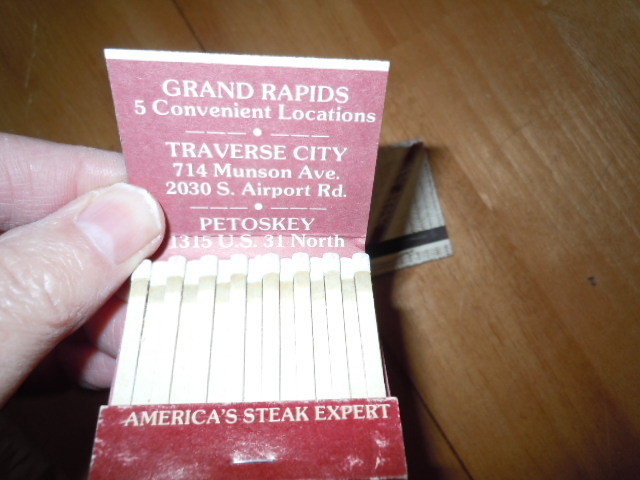 GRAND RAPIDS
5 Convenient Locations
TRAVERSE CITY
714 Munson Ave.
2030 S. Airport Rd.
PETOSKEY
1315 U.S. 31 North
AMERICA'S STEAK EXPERT